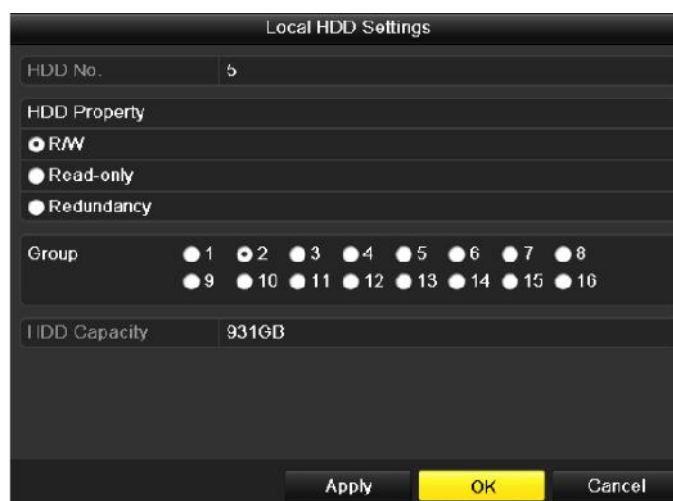 Local HDD Settings
HDD No. 5
HDD Property
R/W
Read-only
Redundancy
Group 1 2 3 4 5 6 7 8
9 10 11 12 13 14 15 16
HDD Capacity 931GB
Apply OK Cancel